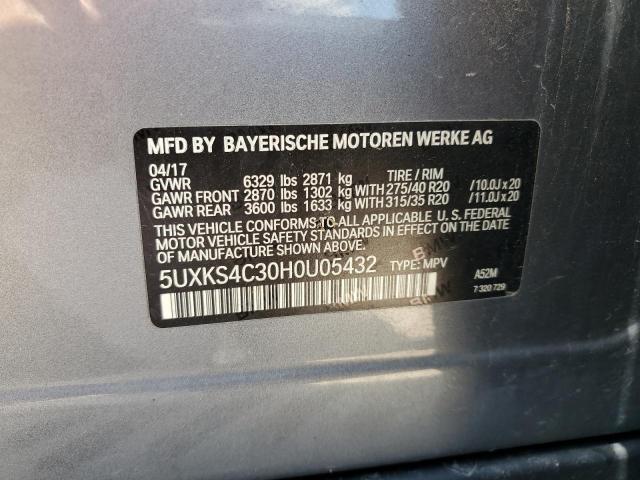 MFD BY BAYERISCHE MOTOREN WERKE AG
04/17
GVWR 6329 lbs 2871 kg TIRE / RIM
GAWR FRONT 2870 lbs 1302 kg WITH 275/40 R20 /10.0J x 20
GAWR REAR 3600 lbs 1633 kg WITH 315/35 R20 /11.0J x 20
THIS VEHICLE CONFORMS TO ALL APPLICABLE U. S. FEDERAL
MOTOR VEHICLE SAFETY STANDARDS IN EFFECT ON THE DATE
OF MANUFACTURE SHOWN ABOVE.
5UXKS4C30H0U05432 TYPE: MPV A52M
7 320 729